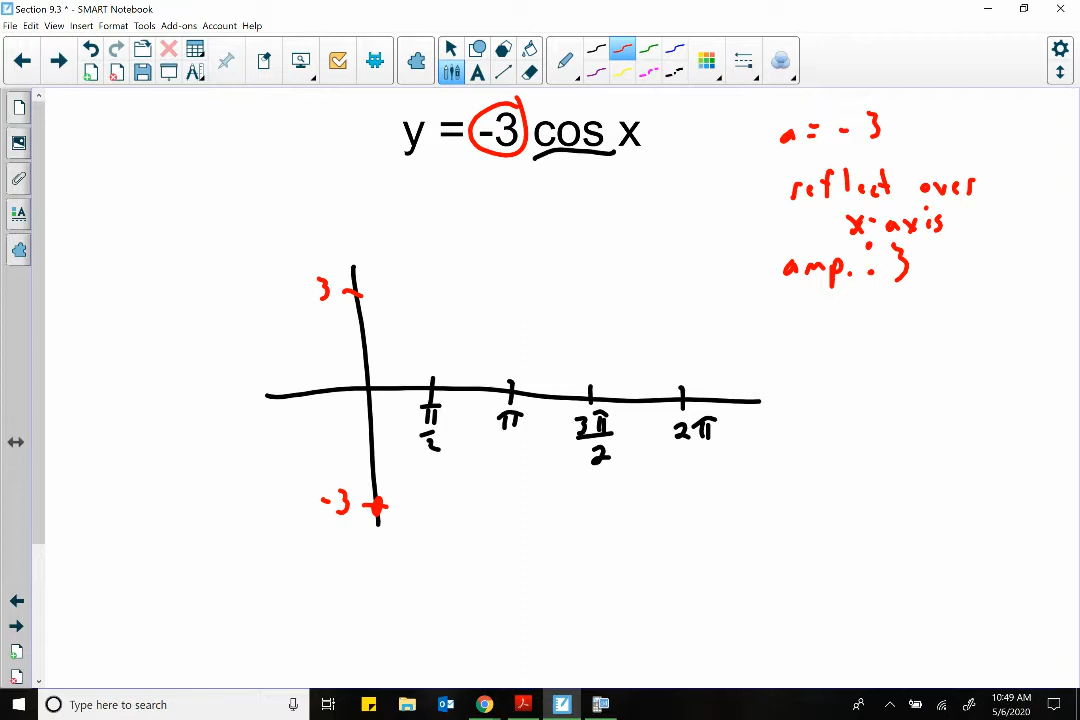 Section 9.3 * - SMART Notebook
File Edit View Insert Format Tools Add-ons Account Help
y = -3 cos x
a = - 3
reflect over
x-axis
amp. : 3
3
π/2 π 3π/2 2π
-3
Type here to search
10:49 AM
5/6/2020